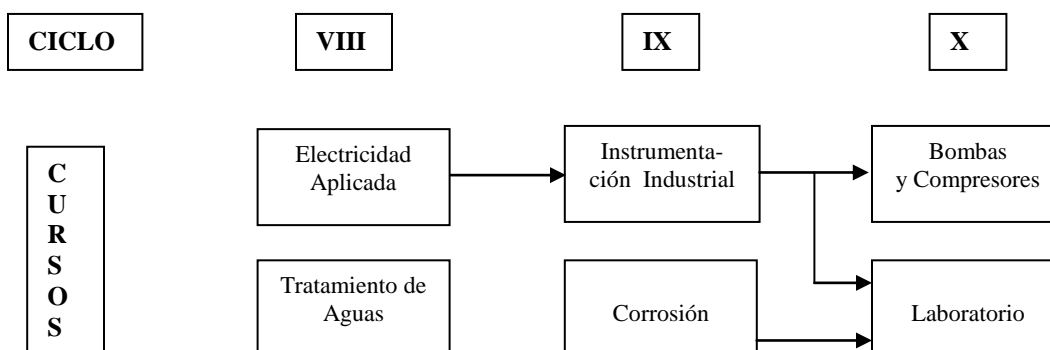 CICLO
VIII
IX
X
C
U
R
S
O
S
Electricidad
Aplicada
Instrumenta-
ción Industrial
Bombas
y Compresores
Tratamiento de
Aguas
Corrosión
Laboratorio